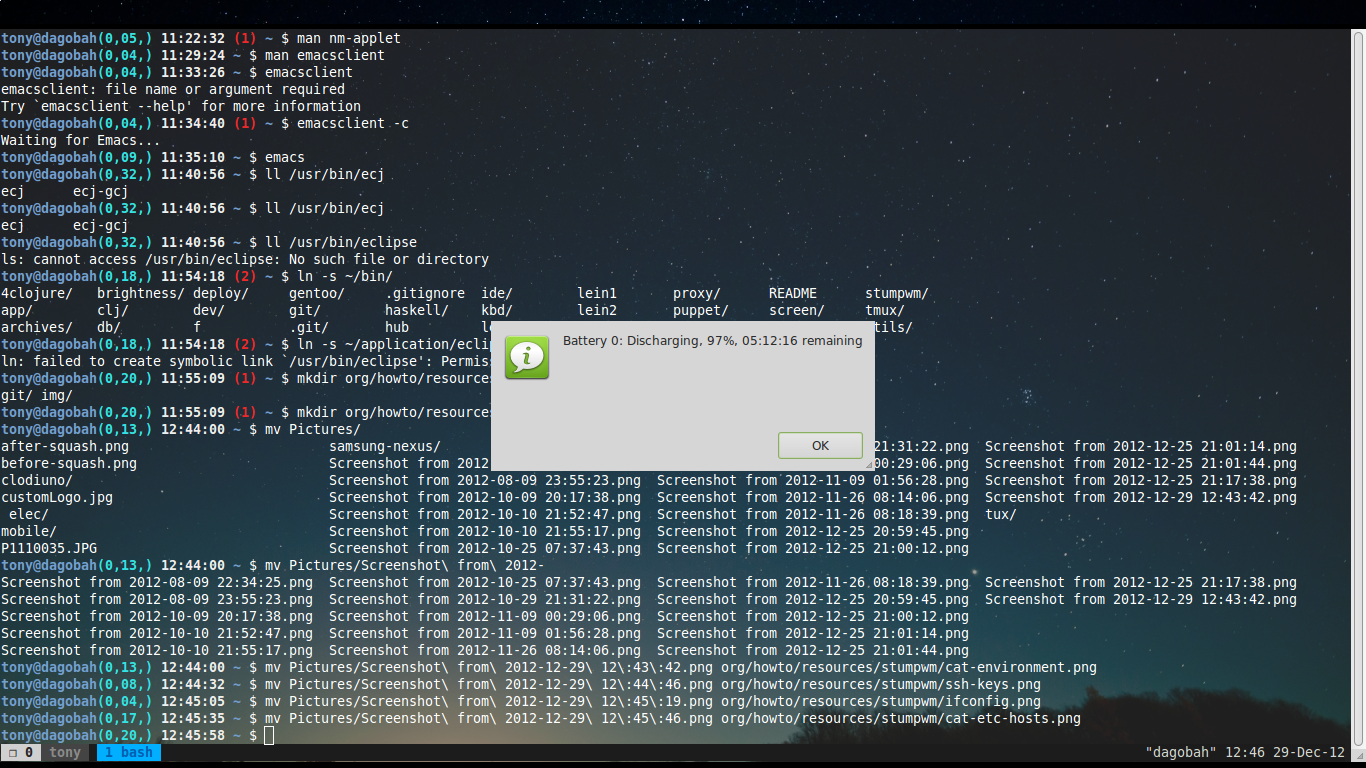 tony@dagobah(0,05,) 11:22:32 (1) ~ $ man nm-applet
tony@dagobah(0,04,) 11:29:24 ~ $ man emacsclient
tony@dagobah(0,04,) 11:33:26 ~ $ emacsclient
emacsclient: file name or argument required
Try `emacsclient --help' for more information
tony@dagobah(0,04,) 11:34:40 (1) ~ $ emacsclient -c
Waiting for Emacs...
tony@dagobah(0,09,) 11:35:10 ~ $ emacs
tony@dagobah(0,32,) 11:40:56 ~ $ ll /usr/bin/ecj
ecj      ecj-gcj
tony@dagobah(0,32,) 11:40:56 ~ $ ll /usr/bin/ecj
ecj      ecj-gcj
tony@dagobah(0,32,) 11:40:56 ~ $ ll /usr/bin/eclipse
ls: cannot access /usr/bin/eclipse: No such file or directory
tony@dagobah(0,18,) 11:54:18 (2) ~ $ ln -s ~/bin/
4clojure/   brightness/ deploy/     gentoo/     .gitignore  ide/        lein1       proxy/      README      stumpwm/
app/        clj/        dev/        git/        haskell/    kbd/        lein2       puppet/     screen/     tmux/
archives/   db/         f           .git/       hub         tils/
tony@dagobah(0,18,) 11:54:18 (2) ~ $ ln -s ~/application/eclip
ln: failed to create symbolic link `/usr/bin/eclipse': Permis
tony@dagobah(0,20,) 11:55:09 (1) ~ $ mkdir org/howto/resources
git/ img/
tony@dagobah(0,20,) 11:55:09 (1) ~ $ mkdir org/howto/resources
tony@dagobah(0,13,) 12:44:00 ~ $ mv Pictures/
after-squash.png                         samsung-nexus/                           21:31:22.png  Screenshot from 2012-12-25 21:01:14.png
before-squash.png                        Screenshot from 2012                     00:29:06.png  Screenshot from 2012-12-25 21:01:44.png
clodiuno/                                Screenshot from 2012-08-09 23:55:23.png  Screenshot from 2012-11-09 01:56:28.png  Screenshot from 2012-12-25 21:17:38.png
customLogo.jpg                           Screenshot from 2012-10-09 20:17:38.png  Screenshot from 2012-11-26 08:14:06.png  Screenshot from 2012-12-29 12:43:42.png
elec/                                   Screenshot from 2012-10-10 21:52:47.png  Screenshot from 2012-11-26 08:18:39.png  tux/
mobile/                                  Screenshot from 2012-10-10 21:55:17.png  Screenshot from 2012-12-25 20:59:45.png
P1110035.JPG                             Screenshot from 2012-10-25 07:37:43.png  Screenshot from 2012-12-25 21:00:12.png
tony@dagobah(0,13,) 12:44:00 ~ $ mv Pictures/Screenshot\ from\ 2012-
Screenshot from 2012-08-09 22:34:25.png  Screenshot from 2012-10-25 07:37:43.png  Screenshot from 2012-11-26 08:18:39.png  Screenshot from 2012-12-25 21:17:38.png
Screenshot from 2012-08-09 23:55:23.png  Screenshot from 2012-10-29 21:31:22.png  Screenshot from 2012-12-25 20:59:45.png  Screenshot from 2012-12-29 12:43:42.png
Screenshot from 2012-10-09 20:17:38.png  Screenshot from 2012-11-09 00:29:06.png  Screenshot from 2012-12-25 21:00:12.png
Screenshot from 2012-10-10 21:52:47.png  Screenshot from 2012-11-09 01:56:28.png  Screenshot from 2012-12-25 21:01:14.png
Screenshot from 2012-10-10 21:55:17.png  Screenshot from 2012-11-26 08:14:06.png  Screenshot from 2012-12-25 21:01:44.png
tony@dagobah(0,13,) 12:44:00 ~ $ mv Pictures/Screenshot\ from\ 2012-12-29\ 12\:43\:42.png org/howto/resources/stumpwm/cat-environment.png
tony@dagobah(0,08,) 12:44:32 ~ $ mv Pictures/Screenshot\ from\ 2012-12-29\ 12\:44\:46.png org/howto/resources/stumpwm/ssh-keys.png
tony@dagobah(0,04,) 12:45:05 ~ $ mv Pictures/Screenshot\ from\ 2012-12-29\ 12\:45\:19.png org/howto/resources/stumpwm/ifconfig.png
tony@dagobah(0,17,) 12:45:35 ~ $ mv Pictures/Screenshot\ from\ 2012-12-29\ 12\:45\:46.png org/howto/resources/stumpwm/cat-etc-hosts.png
tony@dagobah(0,20,) 12:45:58 ~ $
❐ 0 tony 1 bash "dagobah" 12:46 29-Dec-12
Battery 0: Discharging, 97%, 05:12:16 remaining
OK